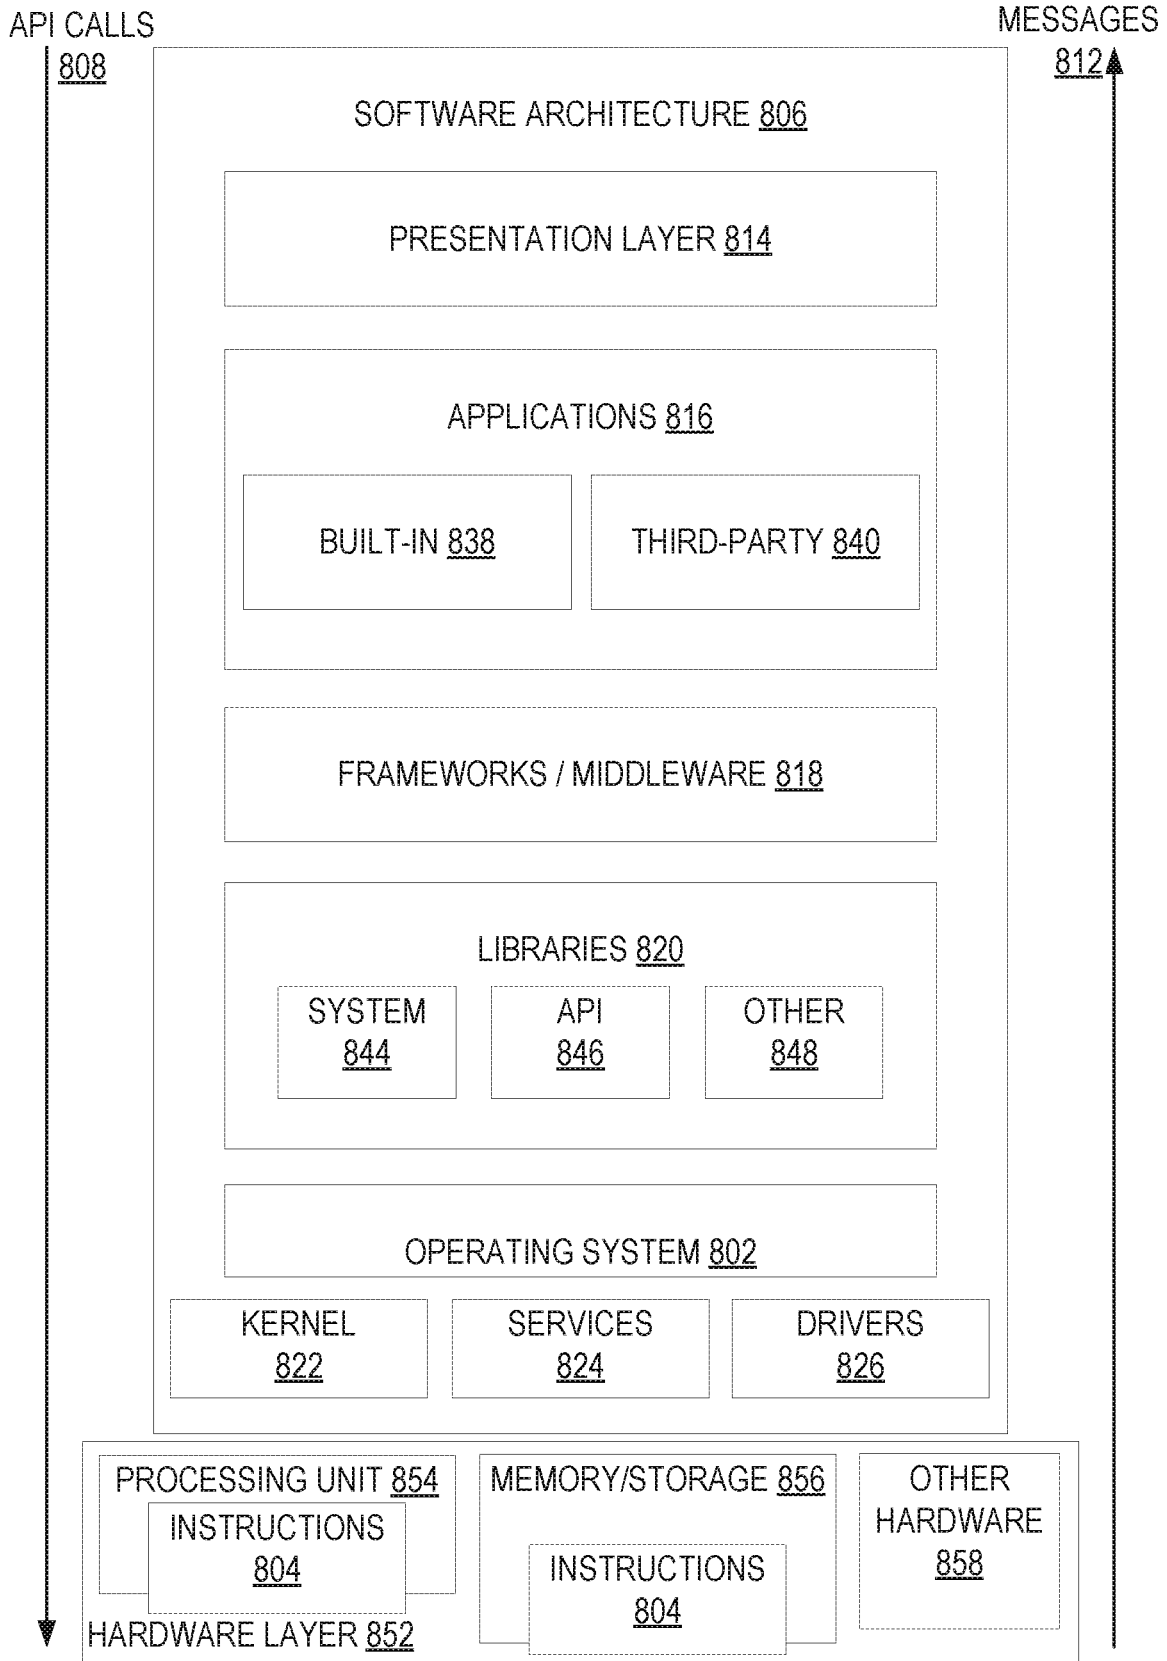 API CALLS
808
MESSAGES
812
SOFTWARE ARCHITECTURE 806
PRESENTATION LAYER 814
APPLICATIONS 816
BUILT-IN 838
THIRD-PARTY 840
FRAMEWORKS / MIDDLEWARE 818
LIBRARIES 820
SYSTEM
844
API
846
OTHER
848
OPERATING SYSTEM 802
KERNEL
822
SERVICES
824
DRIVERS
826
PROCESSING UNIT 854
INSTRUCTIONS
804
MEMORY/STORAGE 856
INSTRUCTIONS
804
OTHER
HARDWARE
858
HARDWARE LAYER 852